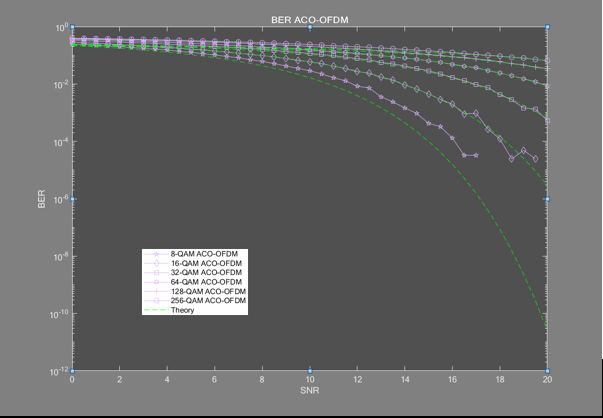 BER ACO-OFDM
10^0
10^-2
10^-4
10^-6
10^-8
10^-10
10^-12
BER
8-QAM ACO-OFDM
16-QAM ACO-OFDM
32-QAM ACO-OFDM
64-QAM ACO-OFDM
128-QAM ACO-OFDM
256-QAM ACO-OFDM
Theory
0 2 4 6 8 10 12 14 16 18 20
SNR